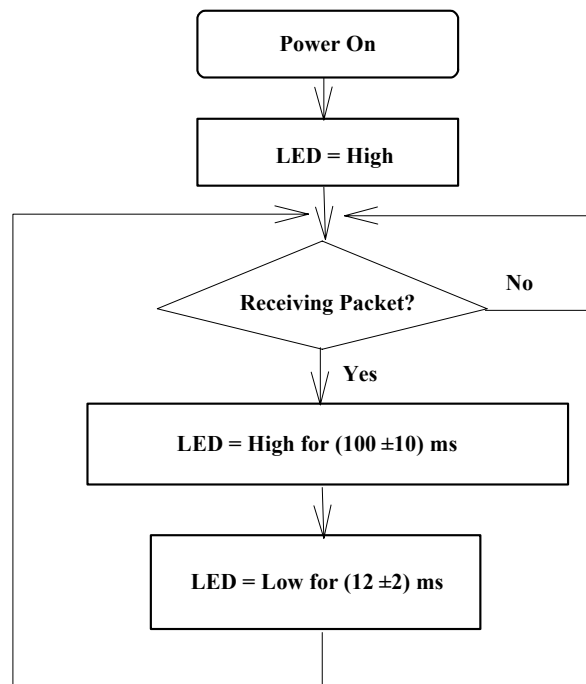 Power On
LED = High
Receiving Packet?
No
Yes
LED = High for (100 ±10) ms
LED = Low for (12 ±2) ms